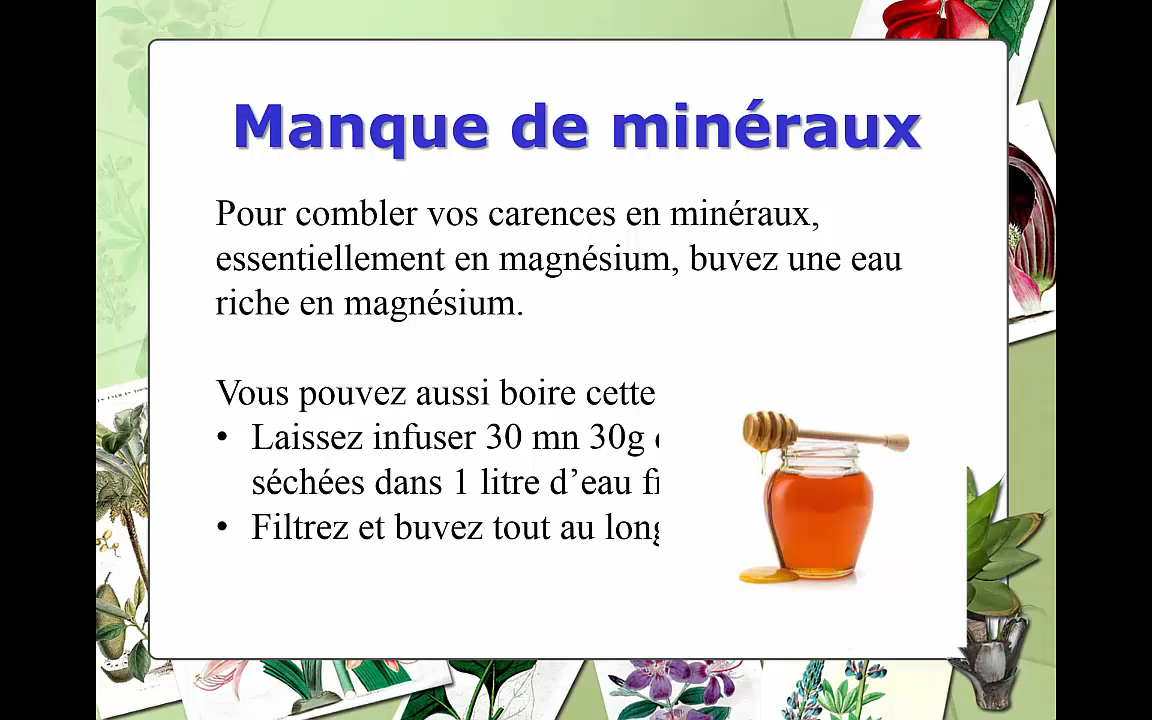 Manque de minéraux
Pour combler vos carences en minéraux,
essentiellement en magnésium, buvez une eau
riche en magnésium.
Vous pouvez aussi boire cette
• Laissez infuser 30 mn 30g
séchées dans 1 litre d’eau
• Filtrez et buvez tout au long